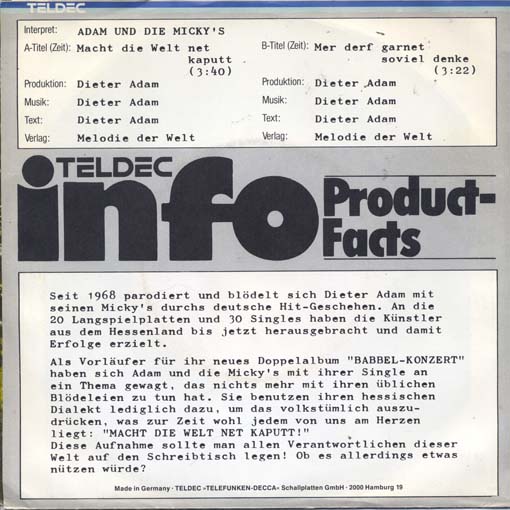 TELDEC TELDEC
Interpret: ADAM UND DIE MICKY'S
A-Titel (Zeit): Macht die Welt net kaputt (3:40)
Produktion: Dieter Adam
Musik: Dieter Adam
Text: Dieter Adam
Verlag: Melodie der Welt
B-Titel (Zeit): Mer derf garnet soviel denke (3:22)
Produktion: Dieter Adam
Musik: Dieter Adam
Text: Dieter Adam
Verlag: Melodie der Welt
TELDEC
info Product-
Facts
Seit 1968 parodiert und blödelt sich Dieter Adam mit
seinen Micky's durchs deutsche Hit-Geschehen. An die
20 Langspielplatten und 30 Singles haben die Künstler
aus dem Hessenland bis jetzt herausgebracht und damit
Erfolge erzielt.
Als Vorläufer für ihr neues Doppelalbum "BABBEL-KONZERT"
haben sich Adam und die Micky's mit ihrer Single an
ein Thema gewagt, das nichts mehr mit ihren üblichen
Blödeleien zu tun hat. Sie benutzen ihren hessischen
Dialekt lediglich dazu, um das volkstümlich auszu-
drücken, was zur Zeit wohl jedem von uns am Herzen
liegt: "MACHT DIE WELT NET KAPUTT!"
Diese Aufnahme sollte man allen Verantwortlichen dieser
Welt auf den Schreibtisch legen! Ob es allerdings etwas
nützen würde?
Made in Germany · TELDEC »TELEFUNKEN-DECCA« Schallplatten GmbH · 2000 Hamburg 19